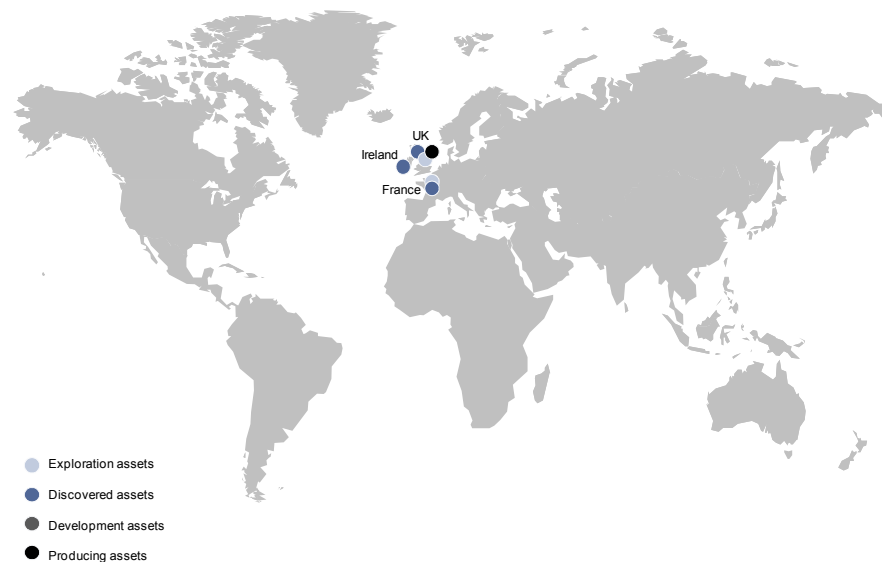 UK
Ireland
France
Exploration assets
Discovered assets
Development assets
Producing assets